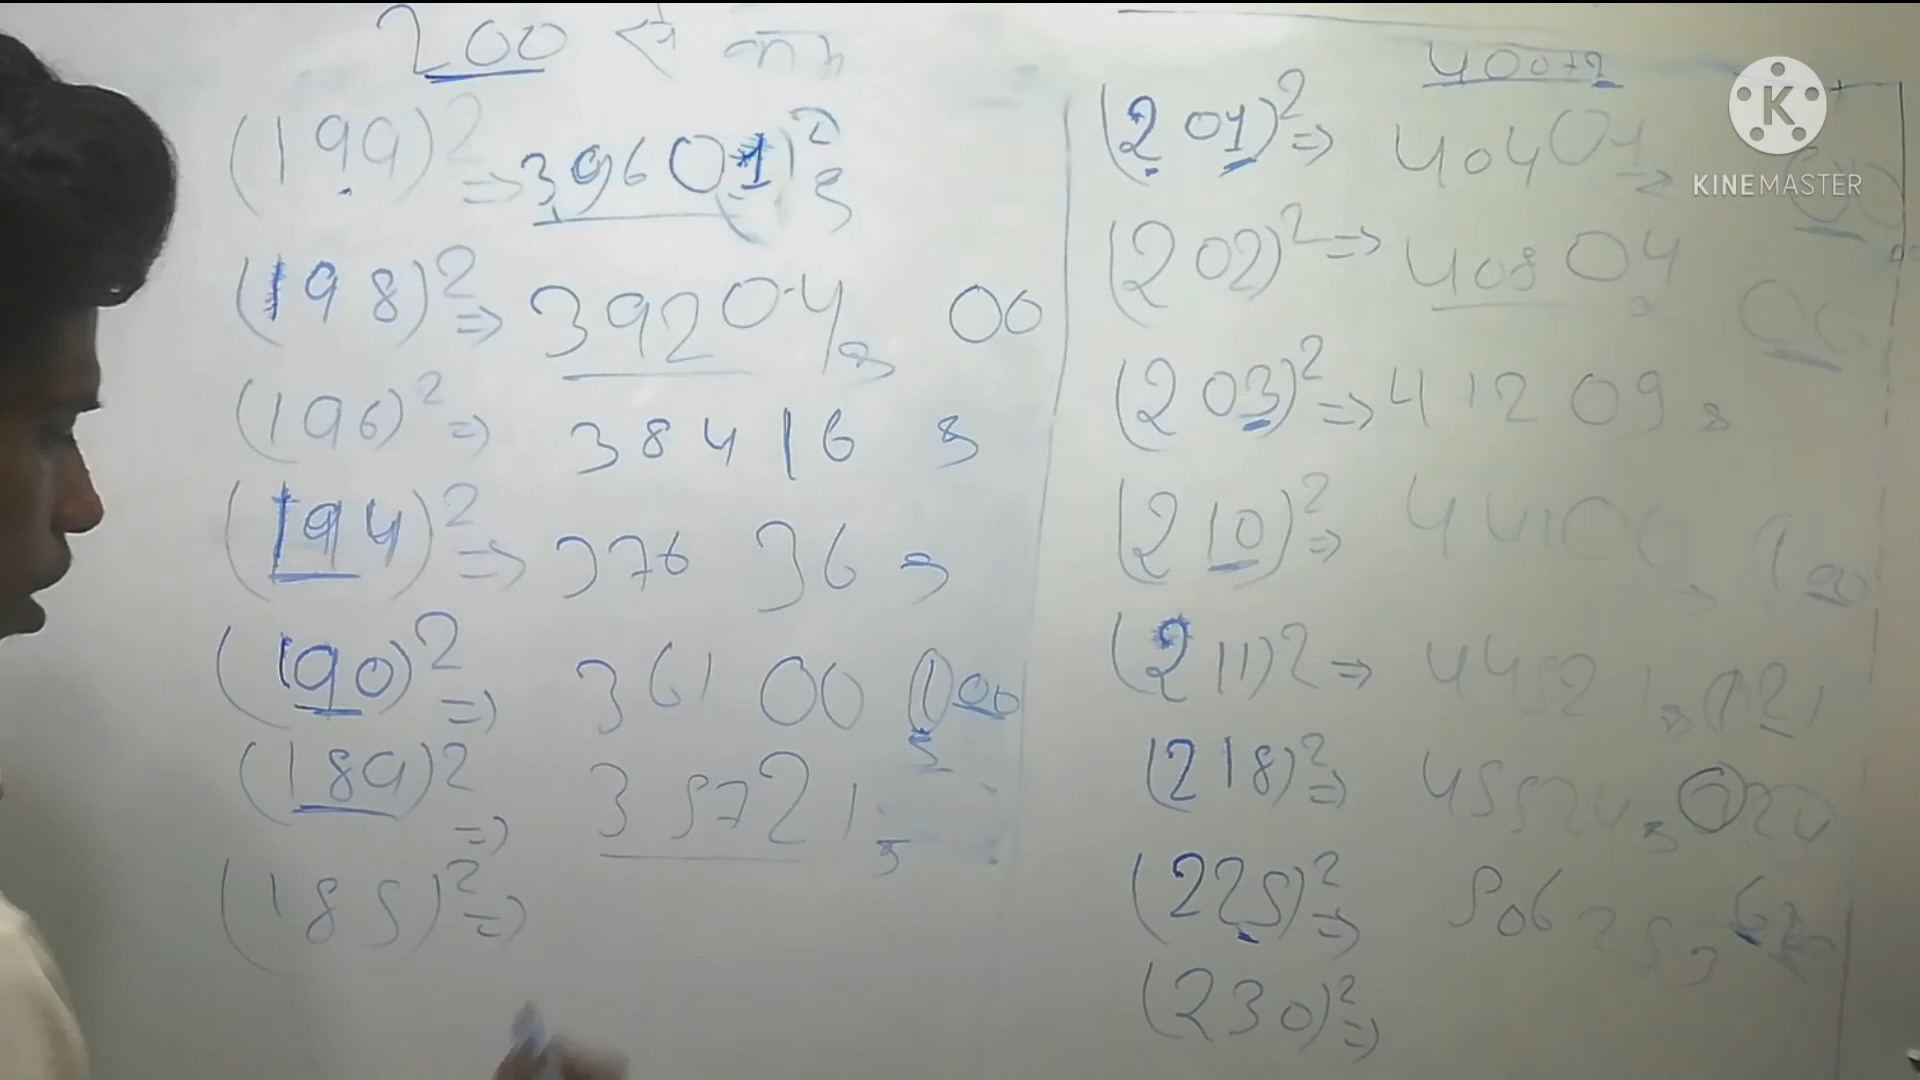 200 से कम
(199)² => 39601)²,
(198)² => 39204, 00
(196)² => 38416,
(194)² => 37636,
(190)² => 36100 100
(189)² => 35721,
(185)² =>
400+2
(201)² => 40401,
(202)² => 40804,
(203)² => 41209,
(210)² => 44100, 100
(211)2 => 44521, 121
(218)² =>
(225)² => 50625, 625
(230)² =>
K
KINEMASTER